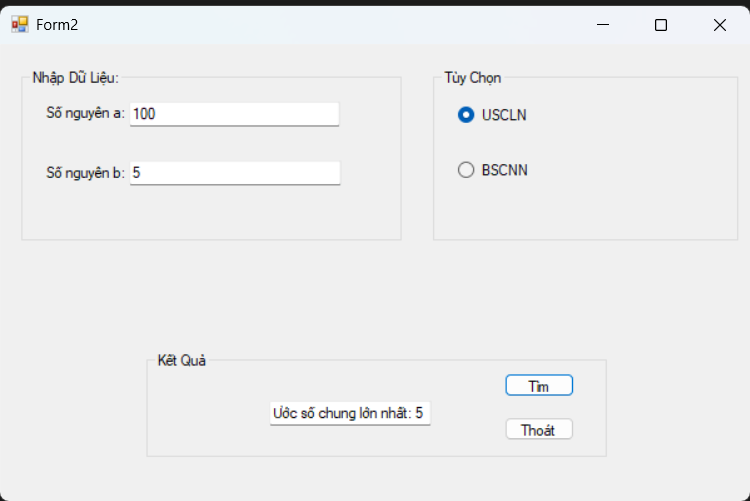 Form2
Nhập Dữ Liệu:
Số nguyên a: 100
Số nguyên b: 5
Tùy Chọn
USCLN
BSCNN
Kết Quả
Ước số chung lớn nhất: 5
Tìm
Thoát